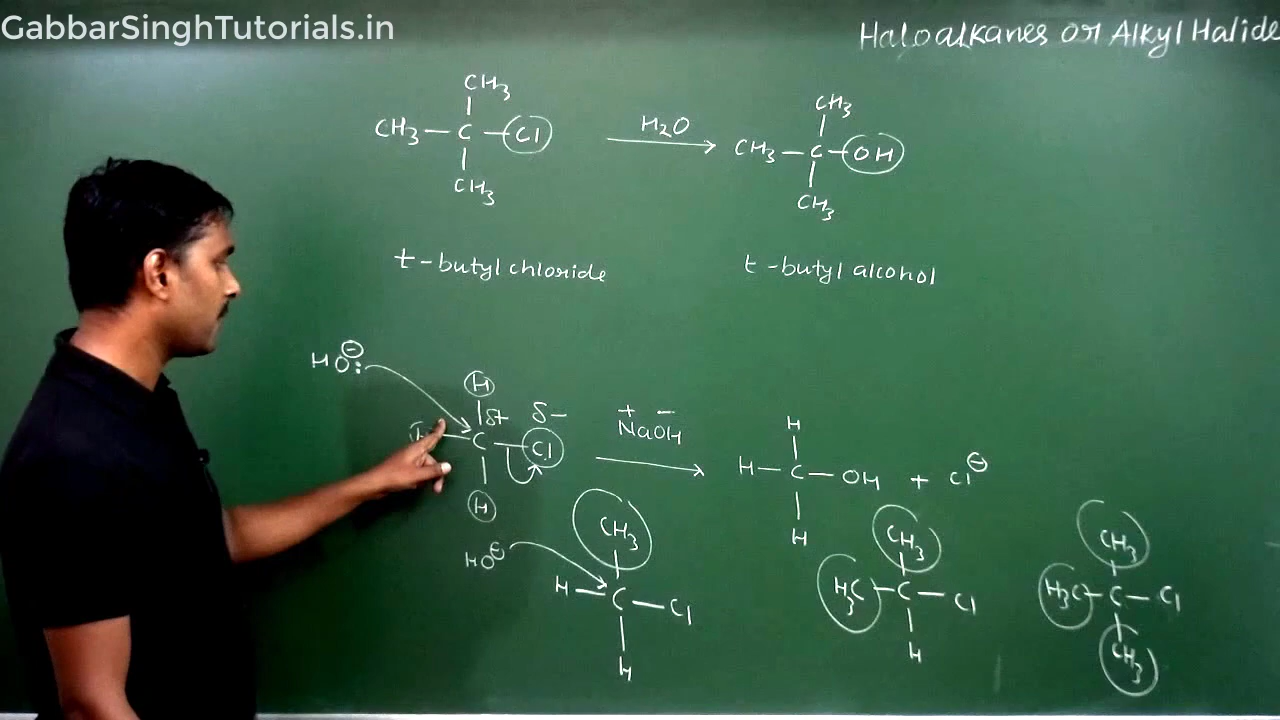 GabbarSinghTutorials.in
Haloalkanes or Alkyl Halide
CH3
CH3 — C — Cl
CH3
H2O
CH3
CH3 — C — OH
CH3
t-butyl chloride
t-butyl alcohol
HO:⊖
H
δ+ δ−
C — Cl
H
+ −
NaOH
H
H — C — OH + Cl⊖
H
HO⊖
CH3
H — C — Cl
H
CH3
H3C — C — Cl
H
CH3
H3C — C — Cl
CH3